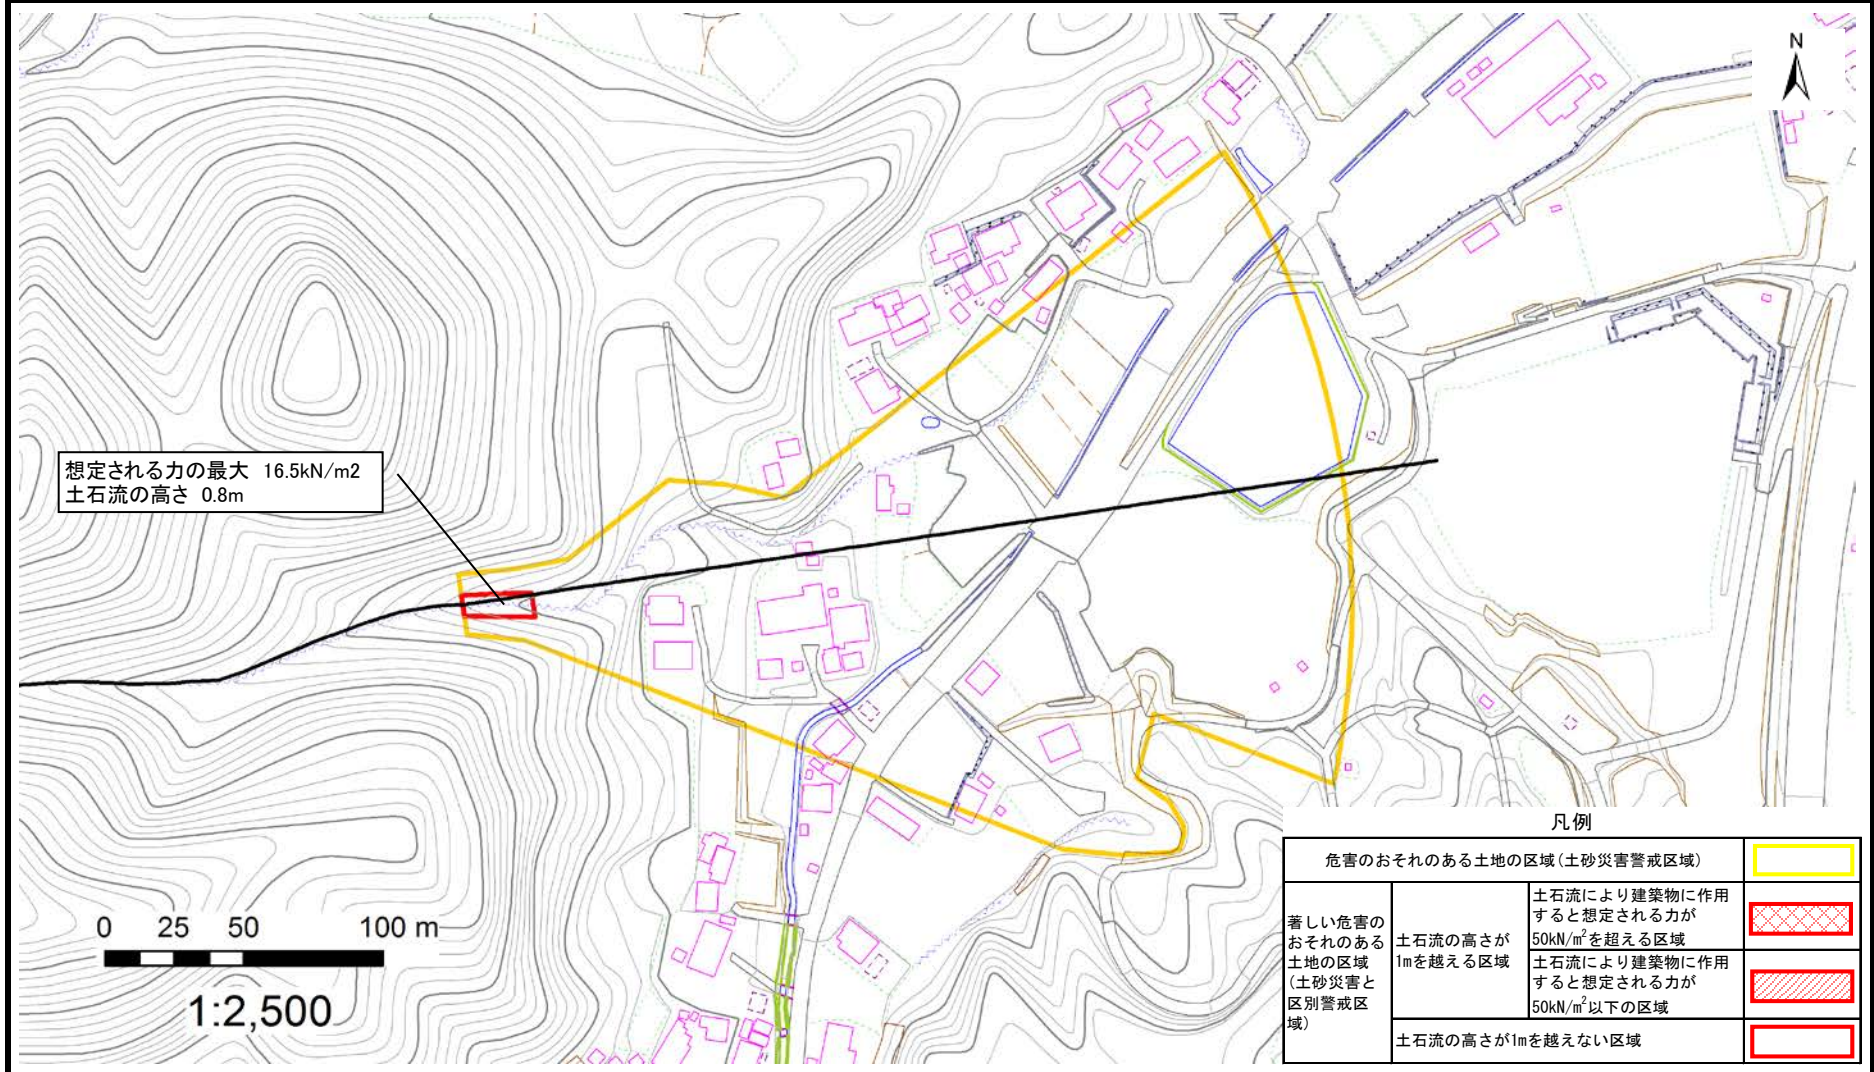 N
想定される力の最大 16.5kN/m2
土石流の高さ 0.8m
0 25 50 100 m
1:2,500
凡例
危害のおそれのある土地の区域(土砂災害警戒区域)
著しい危害の
おそれのある
土地の区域
(土砂災害と
区別警戒区
域)
土石流の高さが
1mを越える区域
土石流により建築物に作用
すると想定される力が
50kN/m²を超える区域
土石流により建築物に作用
すると想定される力が
50kN/m²以下の区域
土石流の高さが1mを越えない区域